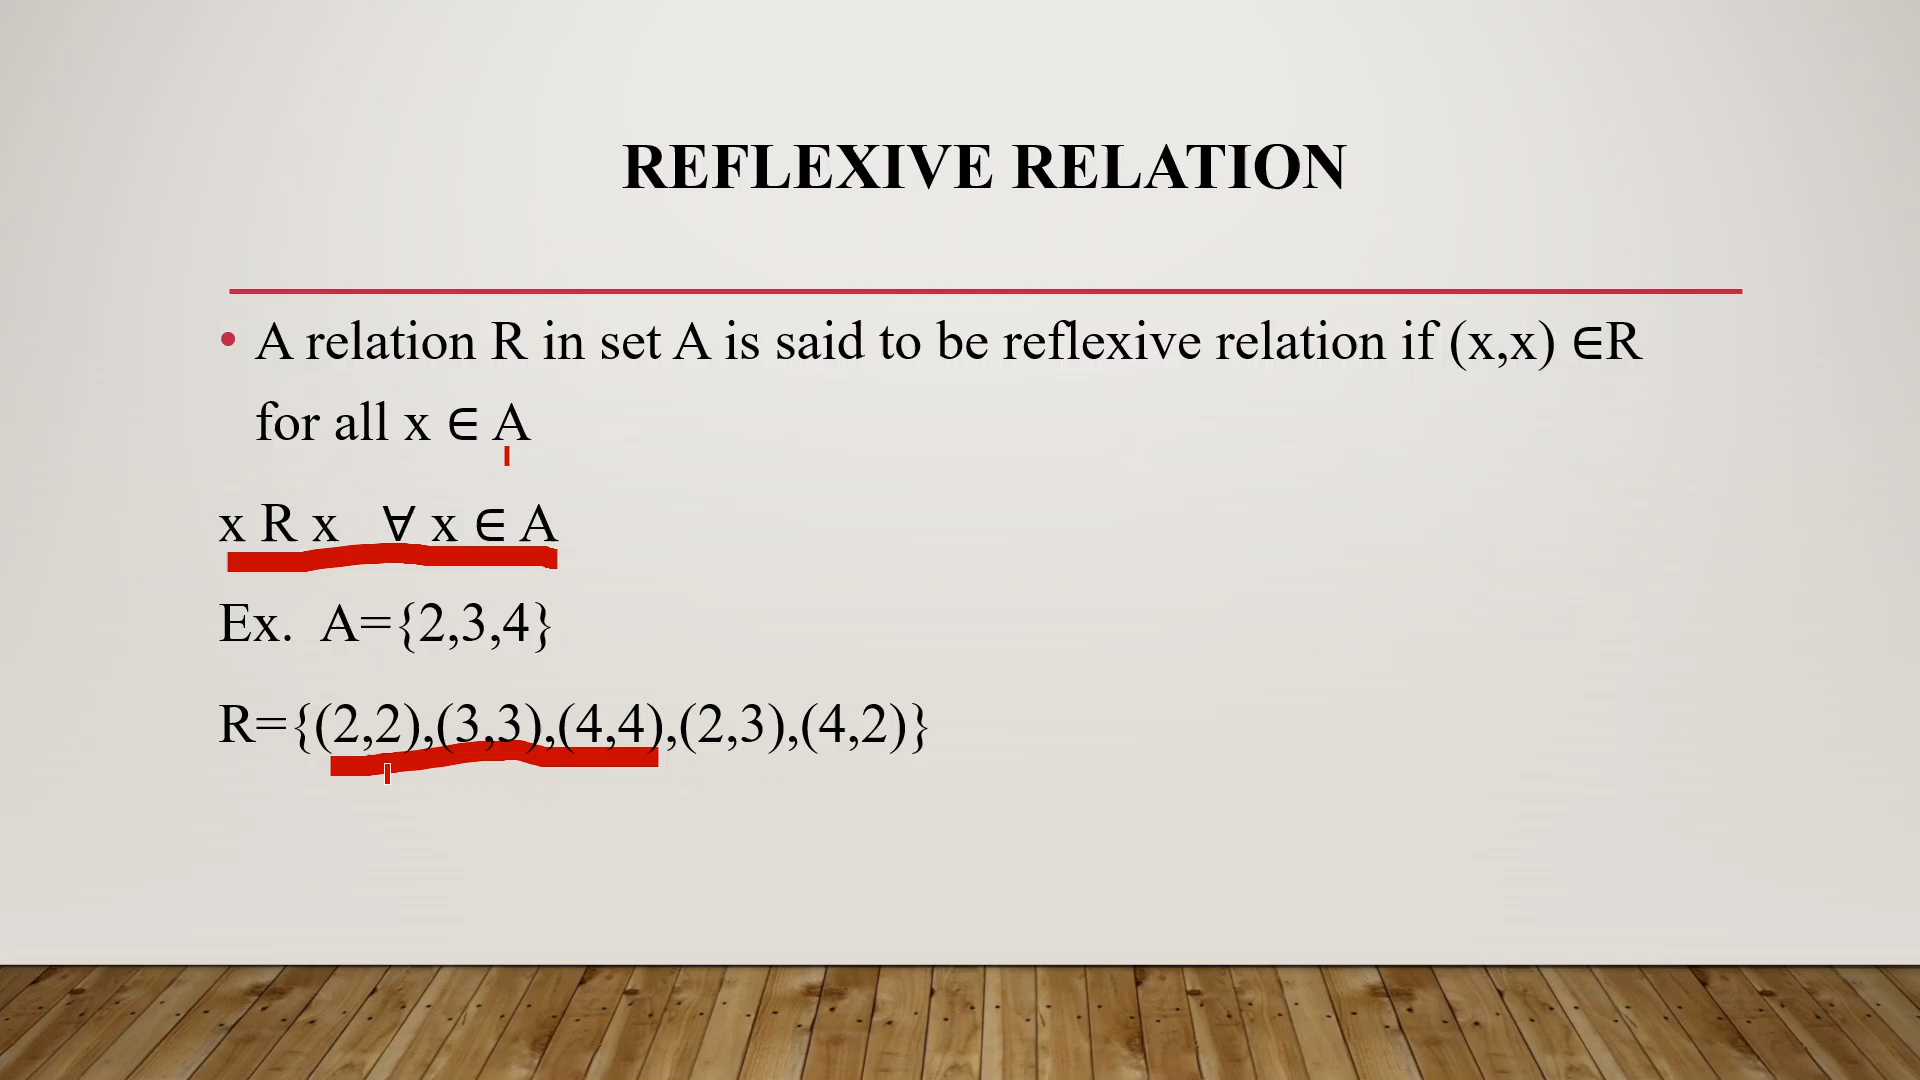 REFLEXIVE RELATION
• A relation R in set A is said to be reflexive relation if (x,x) ∈R
for all x ∈ A
x R x ∀ x ∈ A
Ex. A={2,3,4}
R={(2,2),(3,3),(4,4),(2,3),(4,2)}